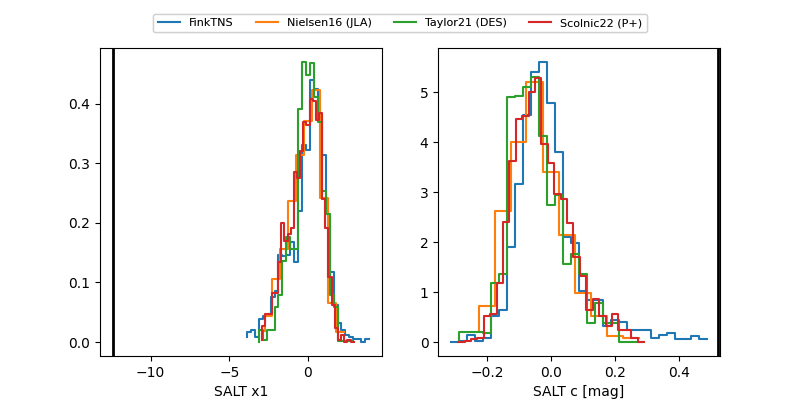 FinkTNS Nielsen16 (JLA) Taylor21 (DES) Scolnic22 (P+)
0.4
0.3
0.2
0.1
0.0
−10 −5 0
SALT x1
5
4
3
2
1
0
−0.2 0.0 0.2 0.4
SALT c [mag]